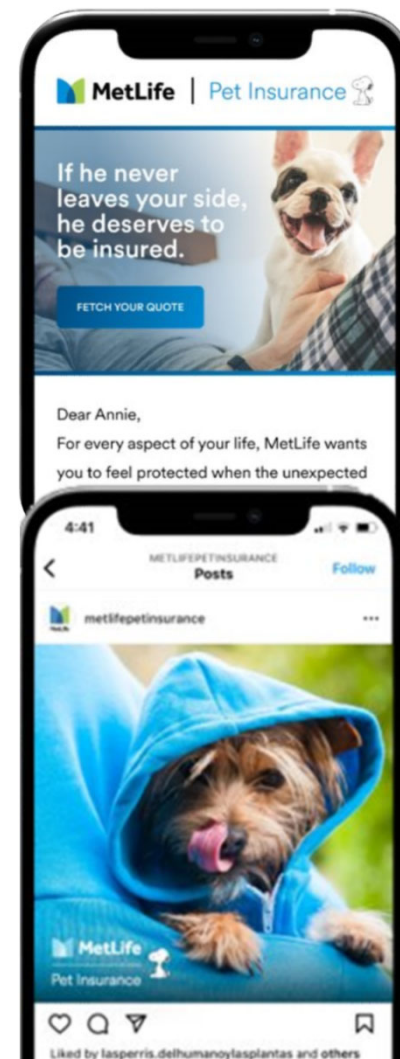 MetLife | Pet Insurance
If he never
leaves your side,
he deserves to
be insured.
FETCH YOUR QUOTE
Dear Annie,
For every aspect of your life, MetLife wants
you to feel protected when the unexpected
4:41
METLIFEPETINSURANCE
Posts
Follow
metlifepetinsurance
MetLife
Pet Insurance
Liked by lasperris.delhumanoylasplantas and others